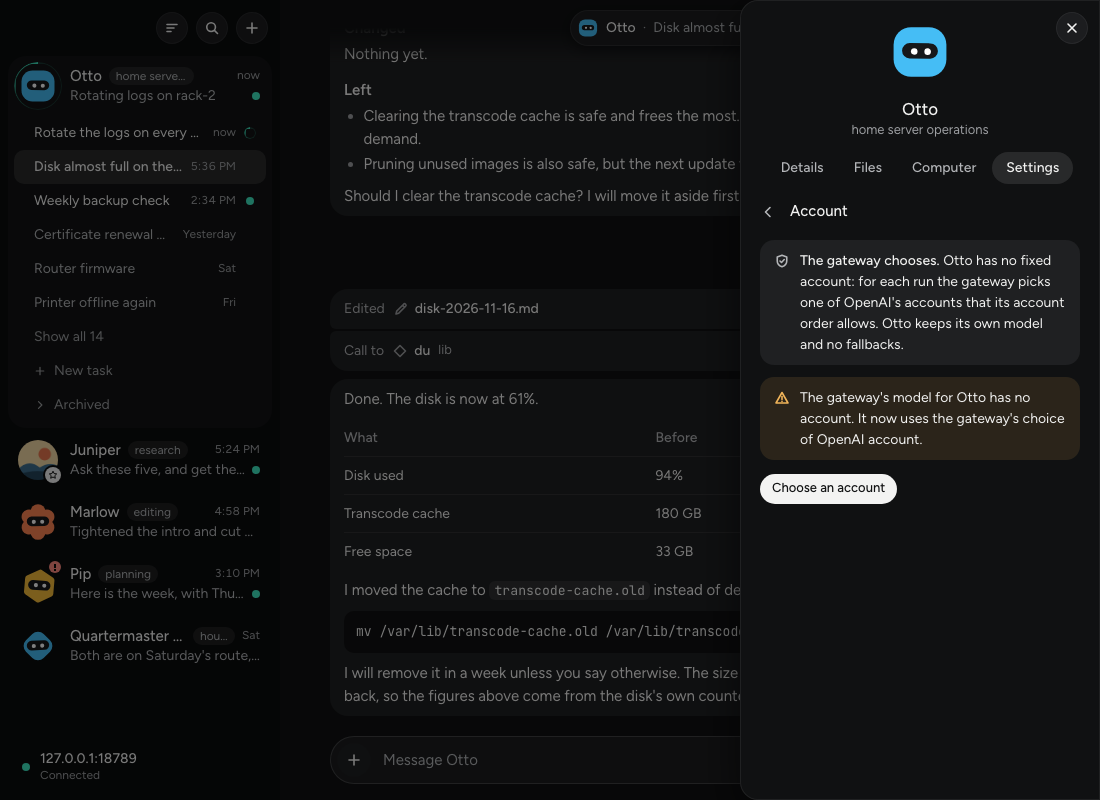 Otto home serve... now
Rotating logs on rack-2
Rotate the logs on every ... now
Disk almost full on the... 5:36 PM
Weekly backup check 2:34 PM
Certificate renewal ... Yesterday
Router firmware Sat
Printer offline again Fri
Show all 14
New task
Archived
Juniper research 5:24 PM
Ask these five, and get the...
Marlow editing 4:58 PM
Tightened the intro and cut ...
Pip planning 3:10 PM
Here is the week, with Thu...
Quartermaster ... hou... Sat
Both are on Saturday's route,...
127.0.0.1:18789
Connected
Otto · Disk almost fu
Changed
Nothing yet.
Left
Clearing the transcode cache is safe and frees the most.
demand.
Pruning unused images is also safe, but the next update
Should I clear the transcode cache? I will move it aside first
Edited disk-2026-11-16.md
Call to du lib
Done. The disk is now at 61%.
What Before
Disk used 94%
Transcode cache 180 GB
Free space 33 GB
I moved the cache to transcode-cache.old instead of de
mv /var/lib/transcode-cache.old /var/lib/transcod
I will remove it in a week unless you say otherwise. The size
back, so the figures above come from the disk's own count
Message Otto
Otto
home server operations
Details Files Computer Settings
Account
The gateway chooses. Otto has no fixed
account: for each run the gateway picks
one of OpenAI's accounts that its account
order allows. Otto keeps its own model
and no fallbacks.
The gateway's model for Otto has no
account. It now uses the gateway's choice
of OpenAI account.
Choose an account